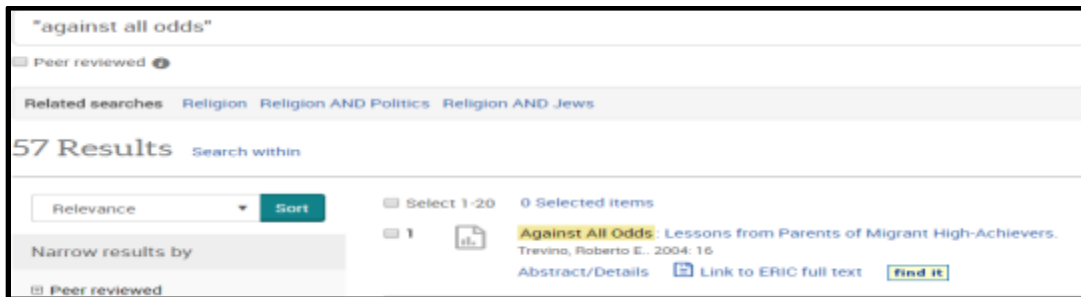 "against all odds"
Peer reviewed
Related searches Religion Religion AND Politics Religion AND Jews
57 Results Search within
Relevance Sort
Select 1-20 0 Selected items
1 Against All Odds: Lessons from Parents of Migrant High-Achievers.
Trevino, Roberto E.. 2004: 16
Narrow results by
Abstract/Details Link to ERIC full text find it
Peer reviewed